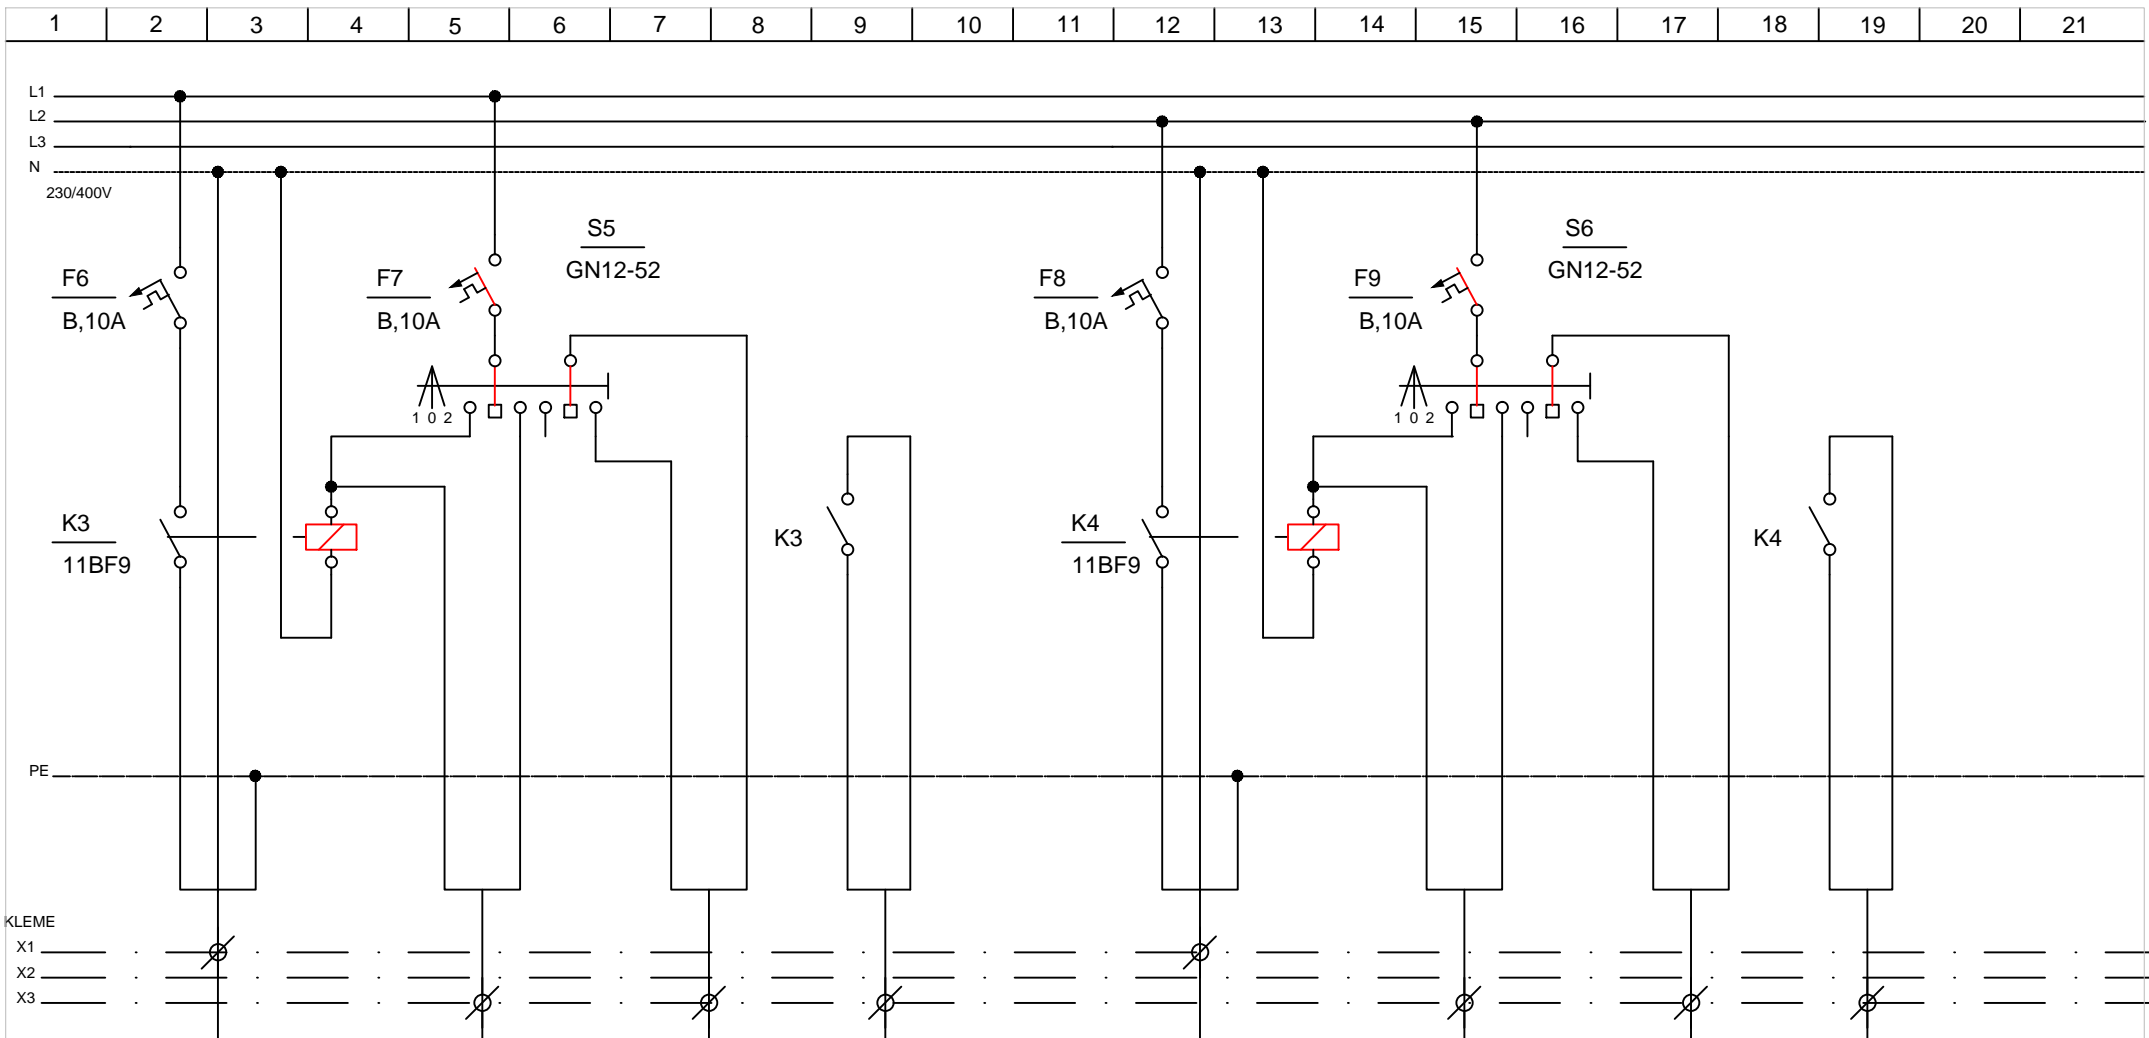 1 2 3 4 5 6 7 8 9 10 11 12 13 14 15 16 17 18 19 20 21
L1
L2
L3
N
230/400V
S5
GN12-52
S6
GN12-52
F6
B,10A
F7
B,10A
F8
B,10A
F9
B,10A
1 0 2
1 0 2
K3
11BF9
K3
K4
11BF9
K4
PE
KLEME
X1
X2
X3